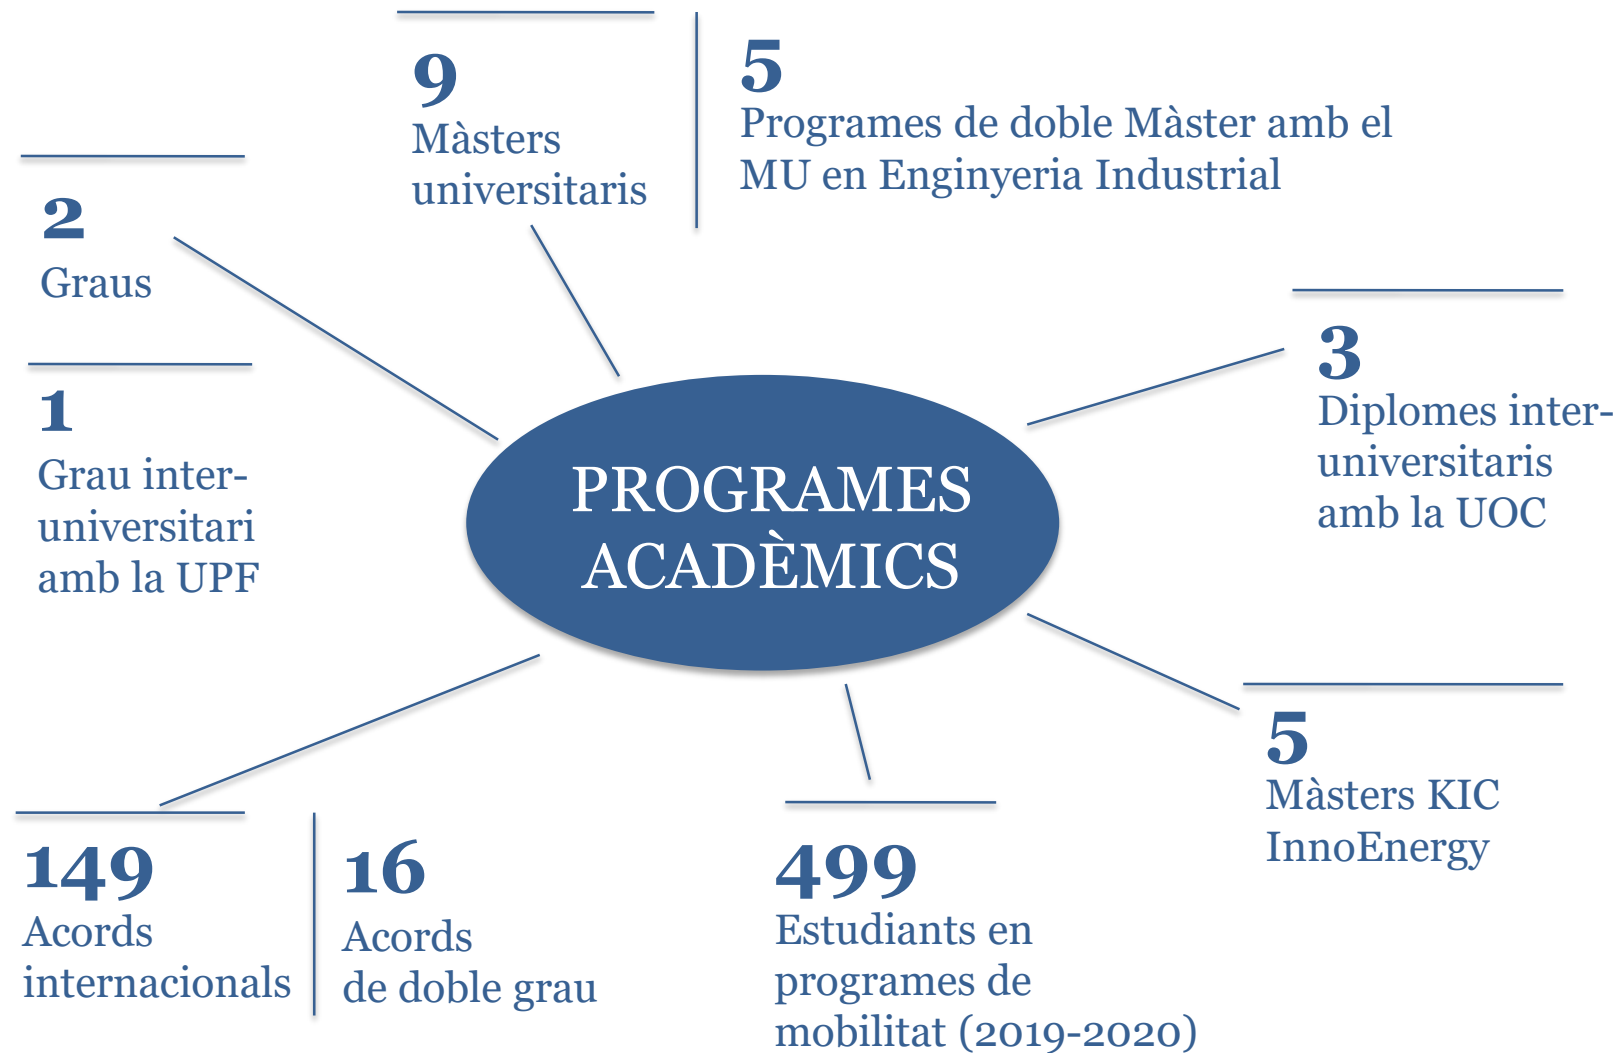 9
Màsters
universitaris
5
Programes de doble Màster amb el
MU en Enginyeria Industrial
2
Graus
1
Grau inter-
universitari
amb la UPF
PROGRAMES
ACADÈMICS
3
Diplomes inter-
universitaris
amb la UOC
5
Màsters KIC
InnoEnergy
149
Acords
internacionals
16
Acords
de doble grau
499
Estudiants en
programes de
mobilitat (2019-2020)